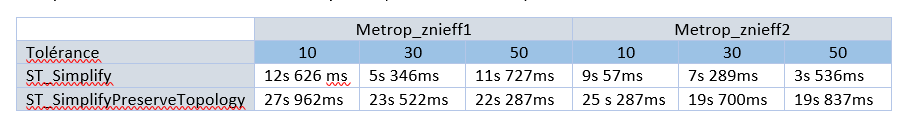 Metrop_znieff1 Metrop_znieff2
Tolérance 10 30 50 10 30 50
ST_Simplify 12s 626 ms 5s 346ms 11s 727ms 9s 57ms 7s 289ms 3s 536ms
ST_SimplifyPreserveTopology 27s 962ms 23s 522ms 22s 287ms 25 s 287ms 19s 700ms 19s 837ms